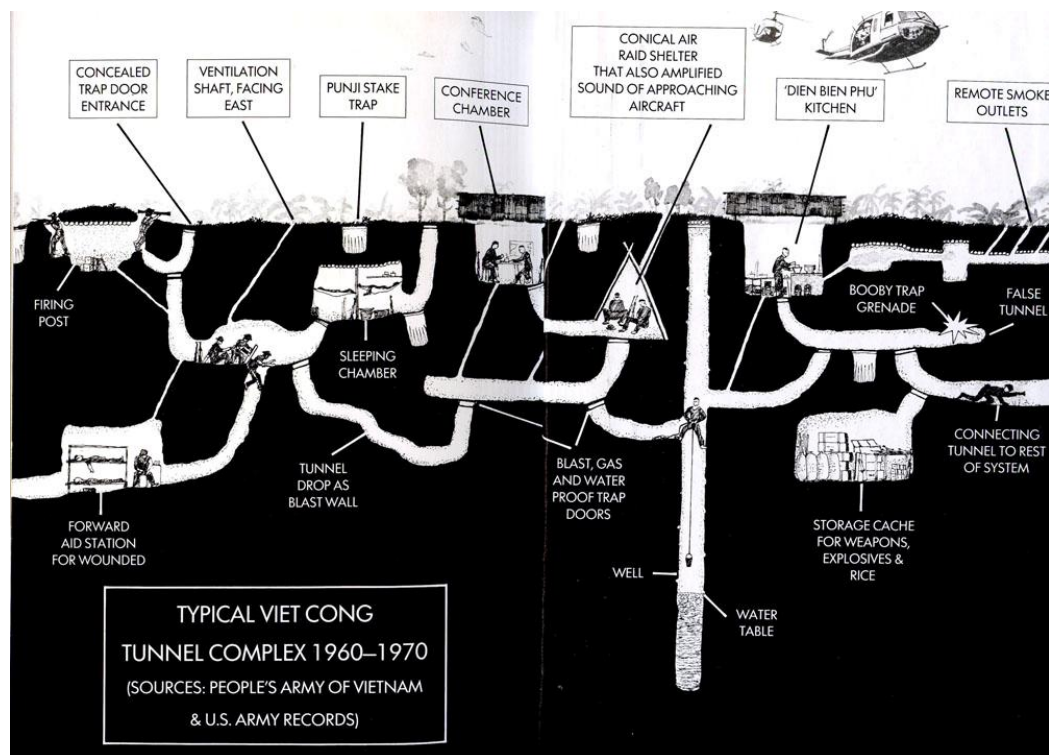 CONCEALED
TRAP DOOR
ENTRANCE
VENTILATION
SHAFT, FACING
EAST
PUNJI STAKE
TRAP
CONFERENCE
CHAMBER
CONICAL AIR
RAID SHELTER
THAT ALSO AMPLIFIED
SOUND OF APPROACHING
AIRCRAFT
'DIEN BIEN PHU'
KITCHEN
REMOTE SMOKE
OUTLETS
FIRING
POST
SLEEPING
CHAMBER
BOOBY TRAP
GRENADE
FALSE
TUNNEL
TUNNEL
DROP AS
BLAST WALL
BLAST, GAS
AND WATER
PROOF TRAP
DOORS
CONNECTING
TUNNEL TO REST
OF SYSTEM
FORWARD
AID STATION
FOR WOUNDED
STORAGE CACHE
FOR WEAPONS,
EXPLOSIVES &
RICE
WELL
WATER
TABLE
TYPICAL VIET CONG
TUNNEL COMPLEX 1960–1970
(SOURCES: PEOPLE'S ARMY OF VIETNAM
& U.S. ARMY RECORDS)